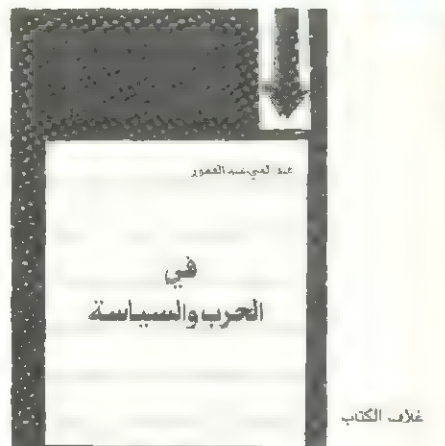 في
الحرب والسياسة
غلاف الكتاب